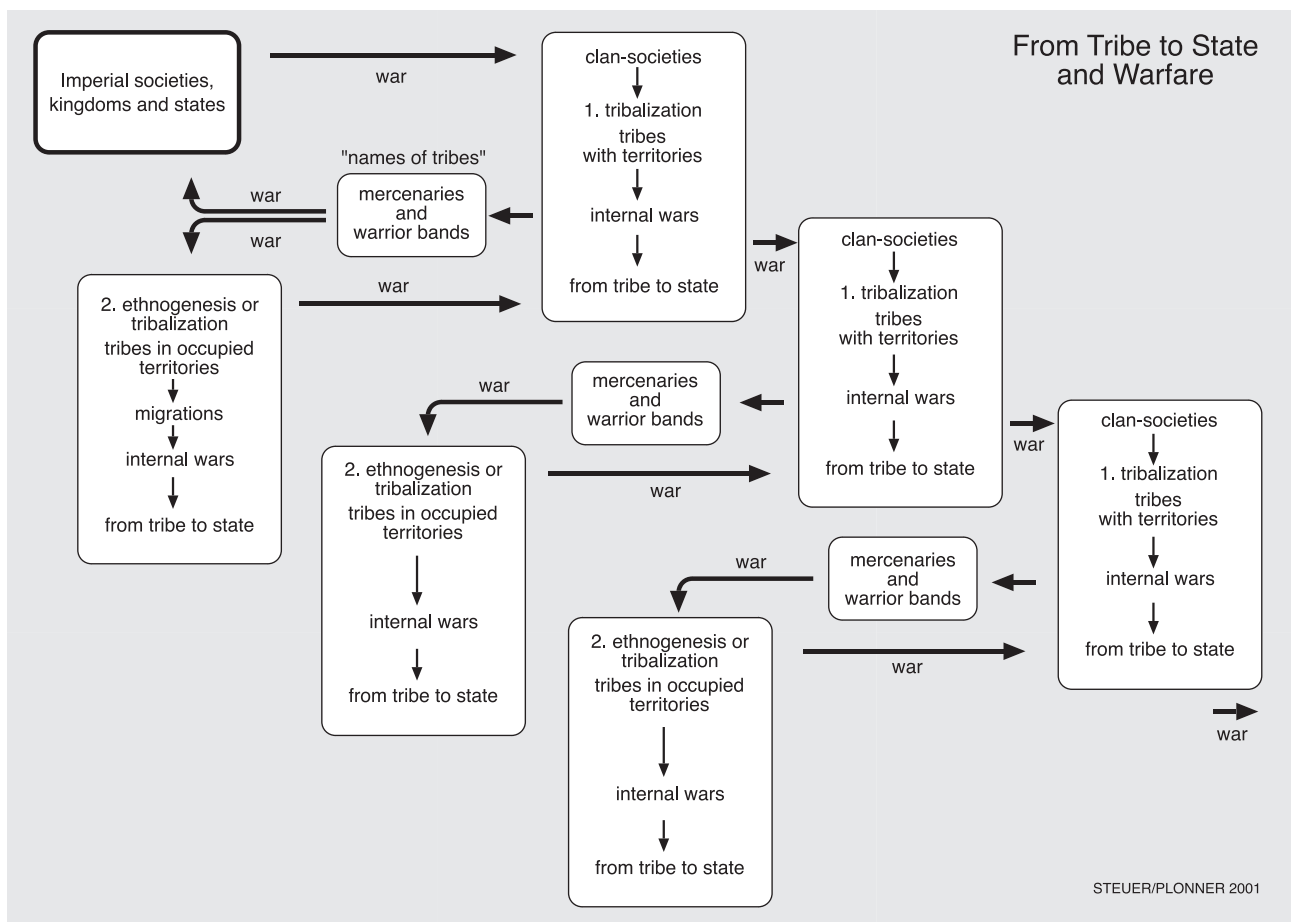 From Tribe to State
and Warfare
Imperial societies,
kingdoms and states
war
clan-societies
1. tribalization
tribes
with territories
internal wars
from tribe to state
"names of tribes"
mercenaries
and
warrior bands
war
war
2. ethnogenesis or
tribalization
tribes in occupied
territories
migrations
internal wars
from tribe to state
war
war
clan-societies
1. tribalization
tribes
with territories
internal wars
from tribe to state
mercenaries
and
warrior bands
war
2. ethnogenesis or
tribalization
tribes in occupied
territories
internal wars
from tribe to state
war
war
clan-societies
1. tribalization
tribes
with territories
internal wars
from tribe to state
mercenaries
and
warrior bands
war
2. ethnogenesis or
tribalization
tribes in occupied
territories
internal wars
from tribe to state
war
war
STEUER/PLONNER 2001